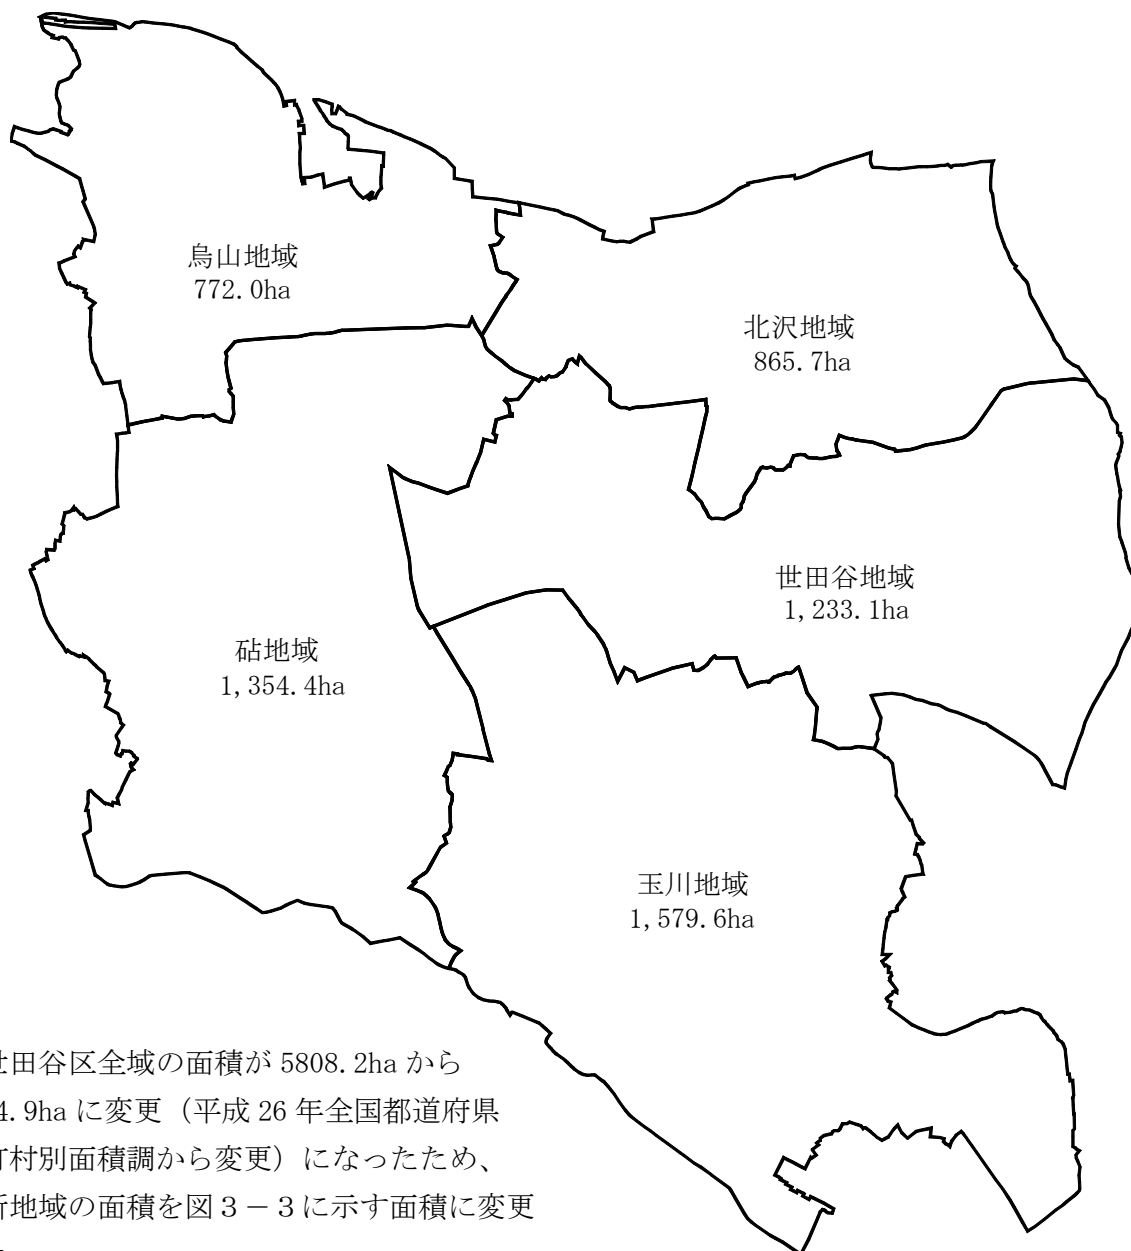 烏山地域
772.0ha
北沢地域
865.7ha
世田谷地域
1,233.1ha
砧地域
1,354.4ha
玉川地域
1,579.6ha
世田谷区全域の面積が 5808.2ha から
4.9ha に変更（平成 26 年全国都道府県
町村別面積調から変更）になったため、
所地域の面積を図３－３に示す面積に変更